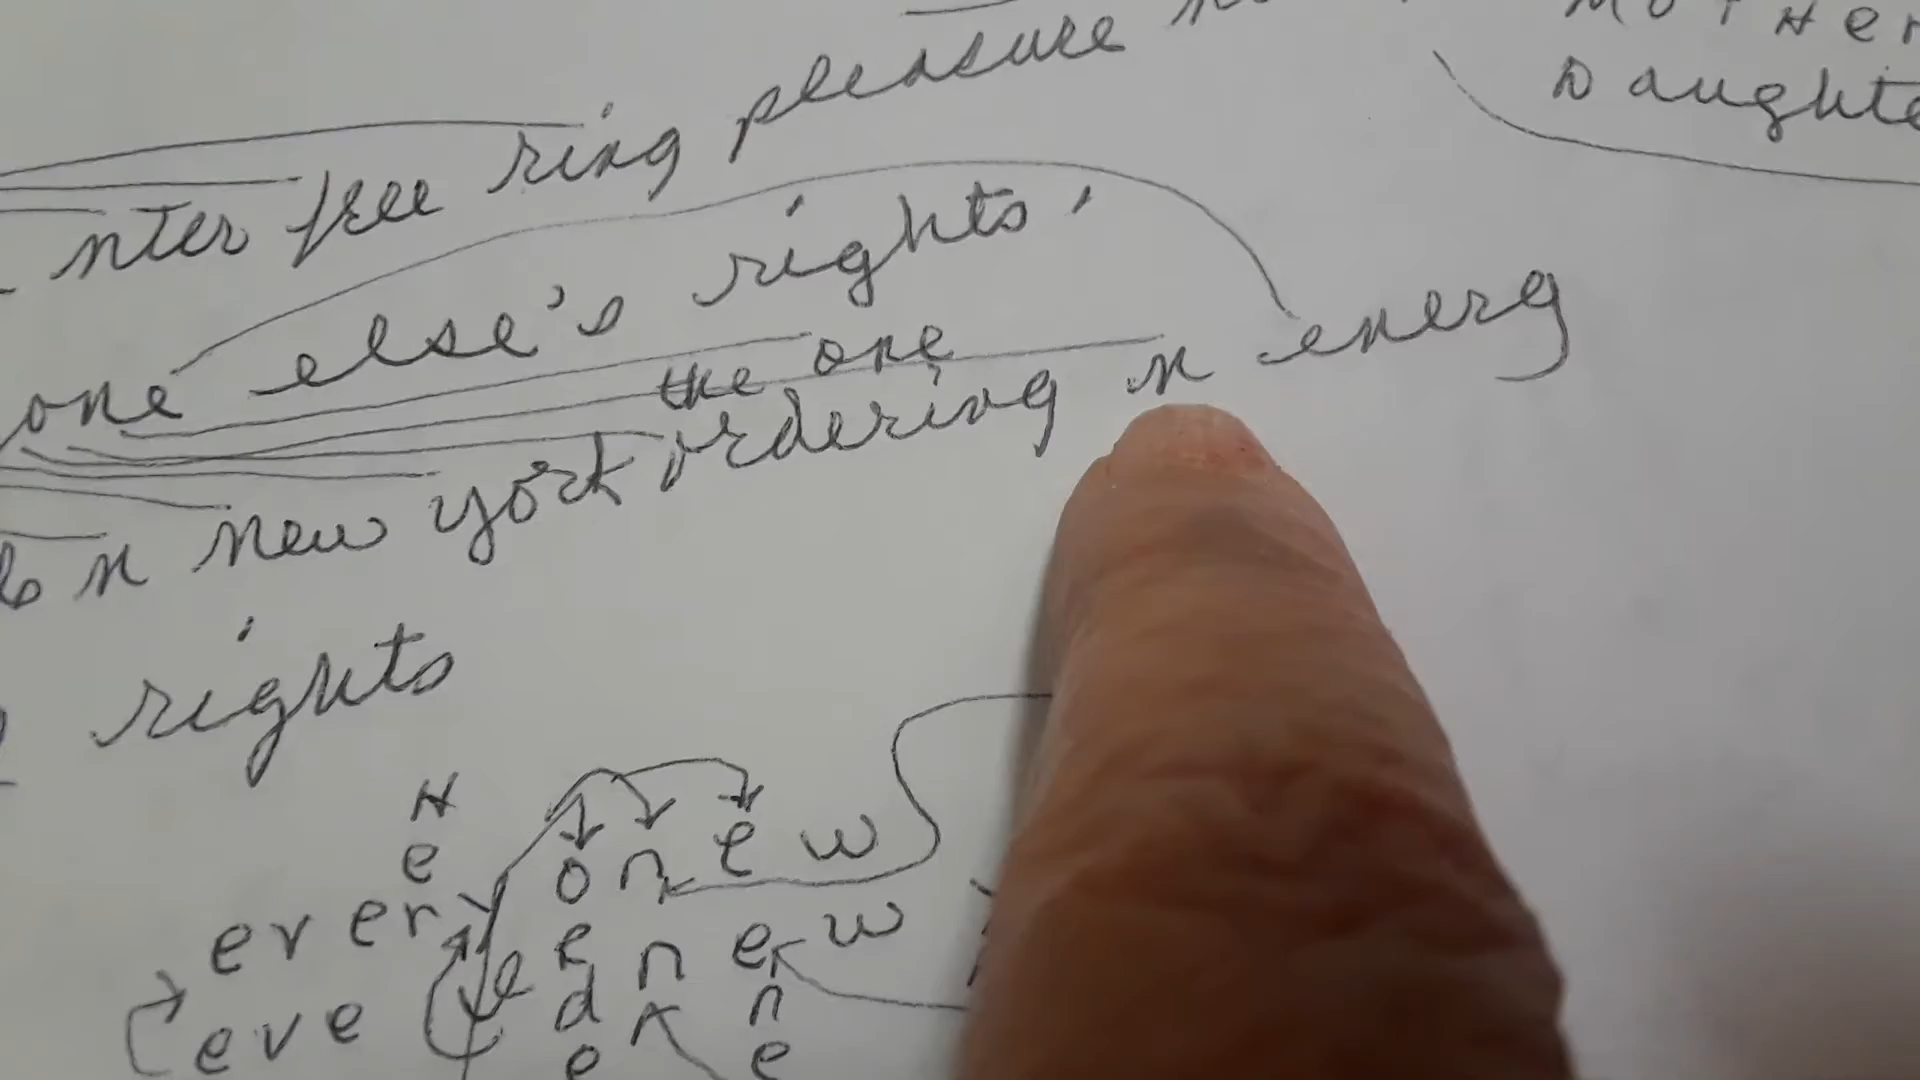 Mother
Daughte
nter free ring pleasure
one else's rights.
the one
n new york ordering n energ
rights
H
e
o n e w
every
e n e w
e
eve
d n
e e